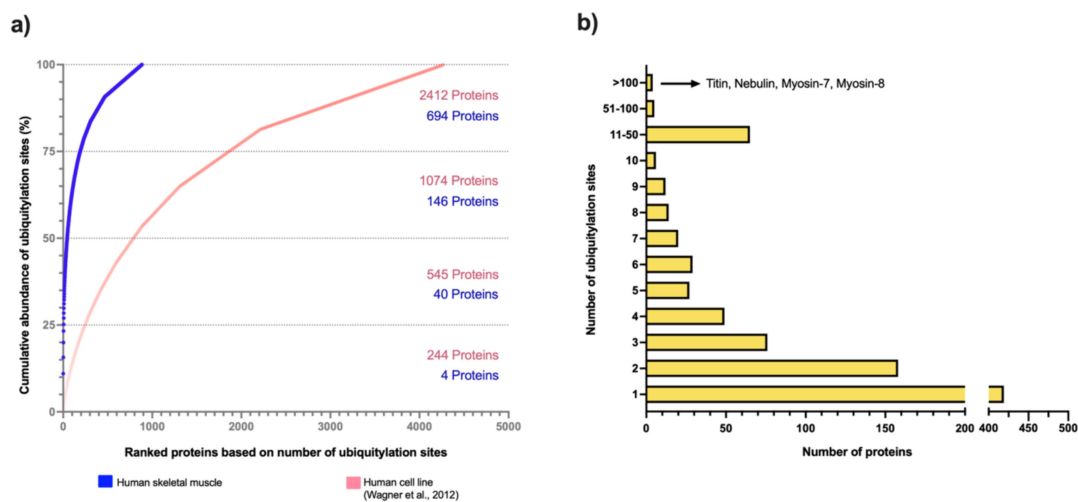 a)
Cumulative abundance of ubiquitylation sites (%)
100
75
50
25
0
2412 Proteins
694 Proteins
1074 Proteins
146 Proteins
545 Proteins
40 Proteins
244 Proteins
4 Proteins
0 1000 2000 3000 4000 5000
Ranked proteins based on number of ubiquitylation sites
Human skeletal muscle
Human cell line
(Wagner et al., 2012)
b)
Number of ubiquitylation sites
>100
Titin, Nebulin, Myosin-7, Myosin-8
51-100
11-50
10
9
8
7
6
5
4
3
2
1
0 50 100 150 200 400 450 500
Number of proteins